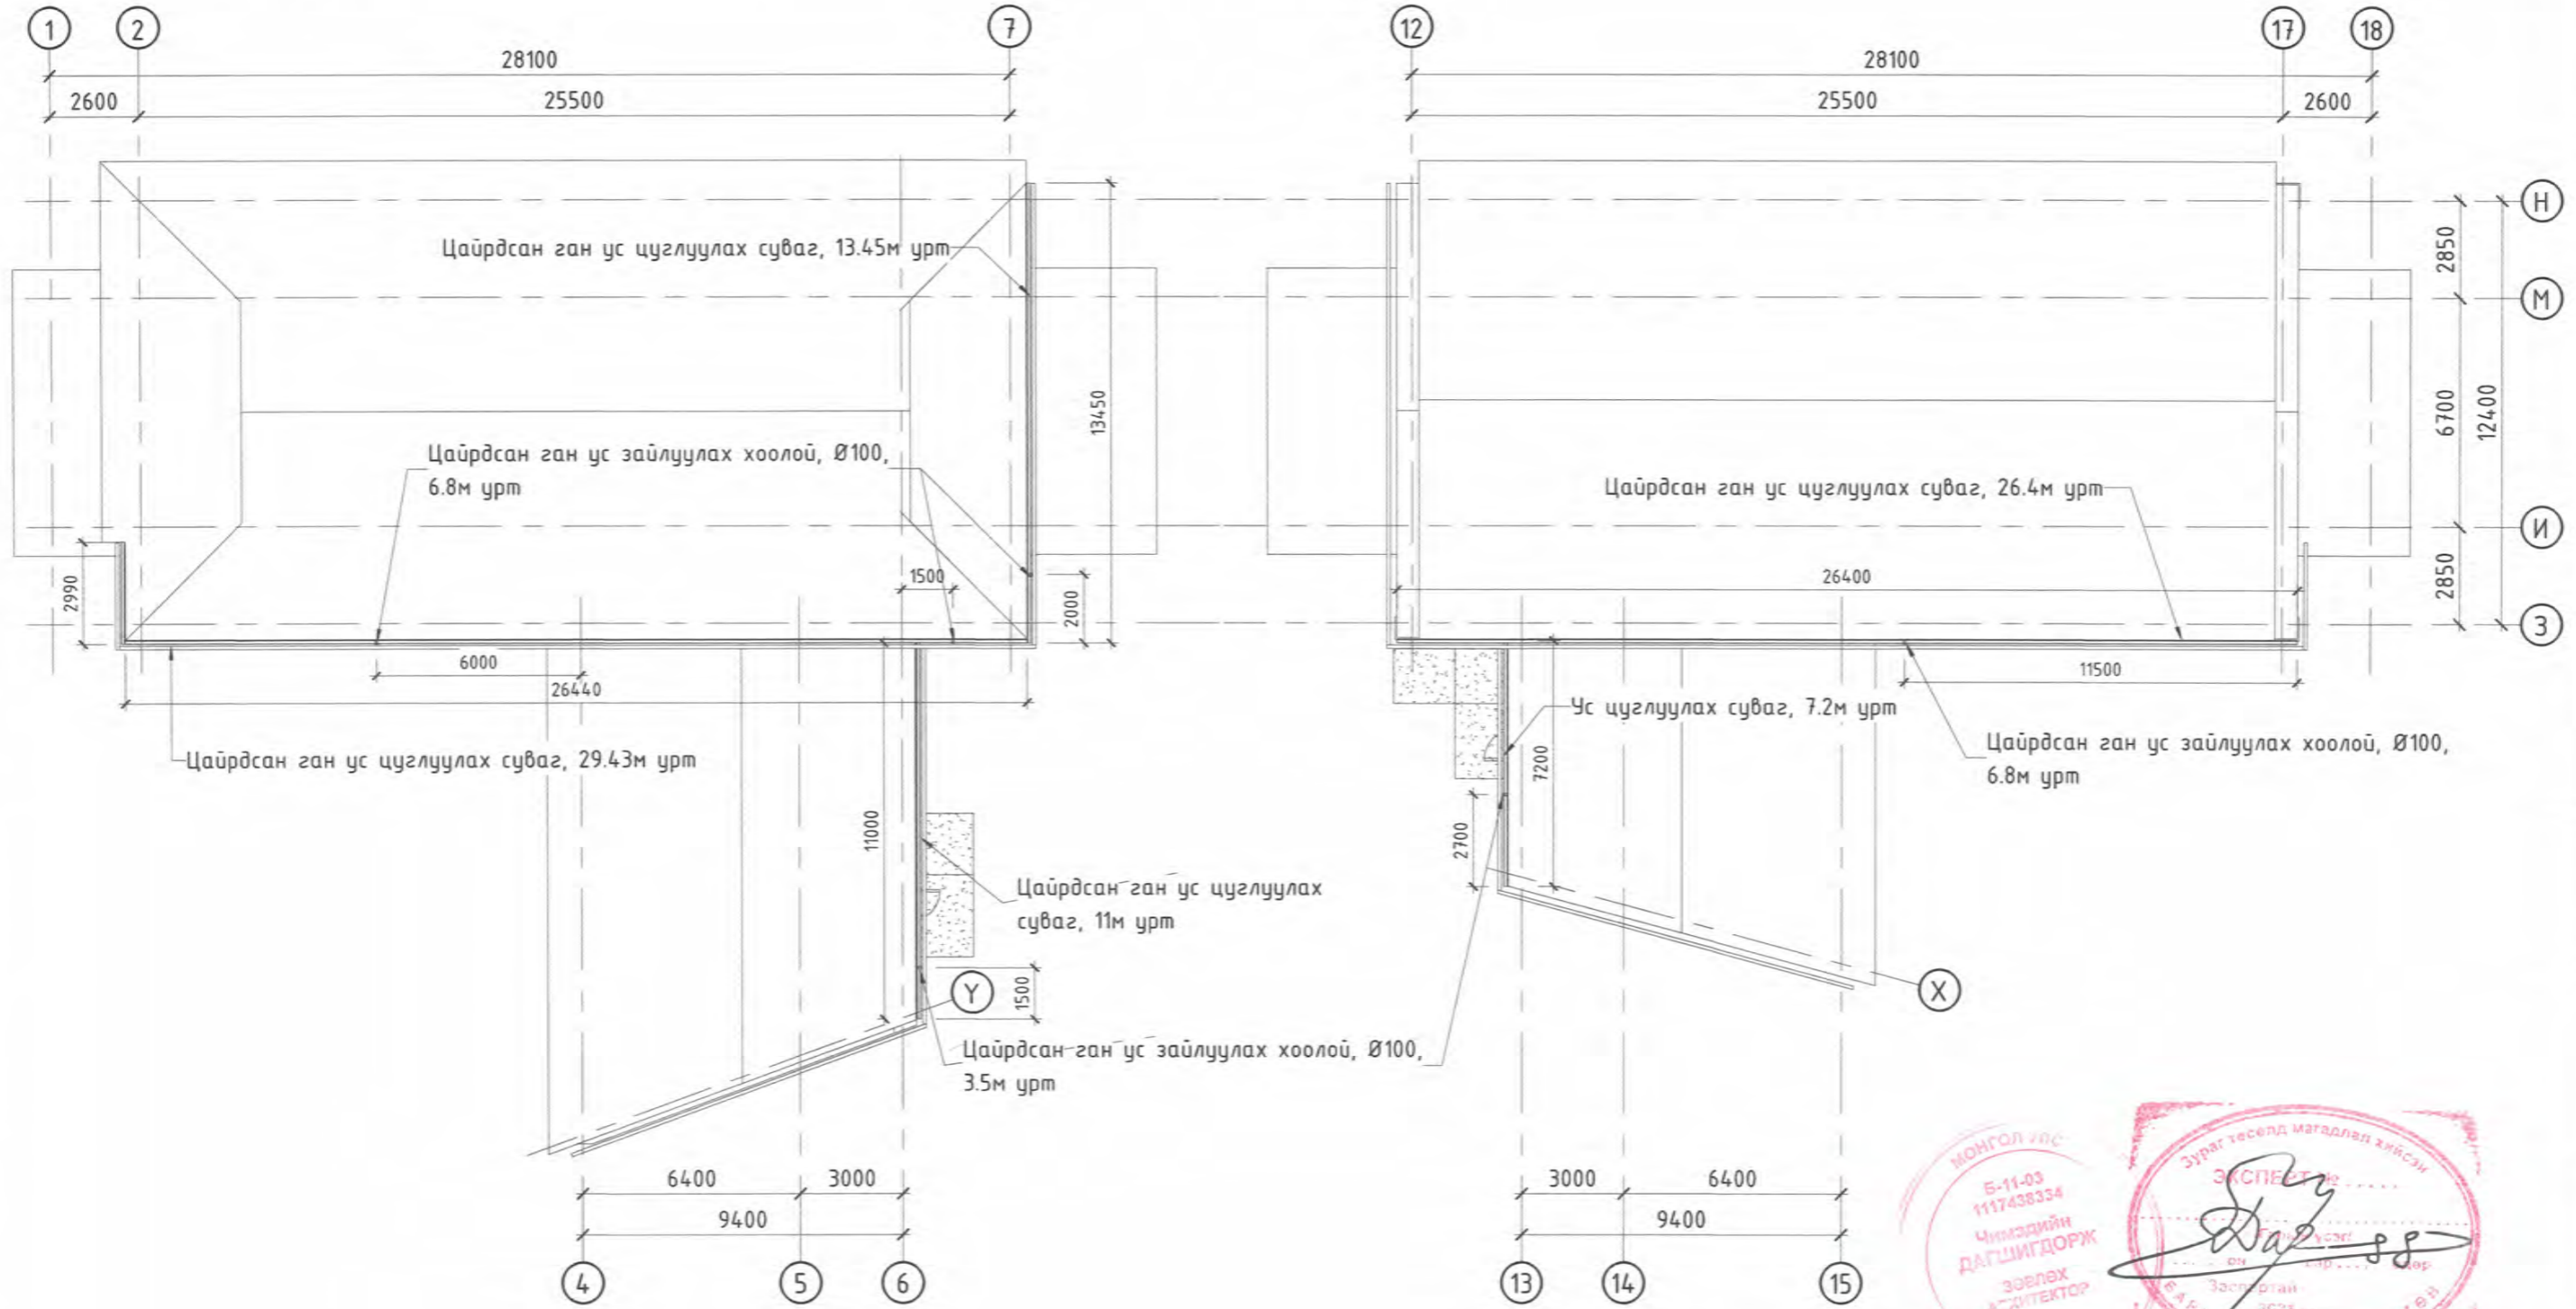 1
2
7
12
17
18
28100
28100
2600
25500
25500
2600
Н
М
И
З
2850
6700
2850
12400
Цайрдсан ган ус цуглуулах суваг, 13.45м урт
13450
Цайрдсан ган ус зайлуулах хоолой, Ø100,
6.8м урт
Цайрдсан ган ус цуглуулах суваг, 26.4м урт
2990
1500
2000
26400
6000
26440
11500
Цайрдсан ган ус цуглуулах суваг, 29.43м урт
Ус цуглуулах суваг, 7.2м урт
Цайрдсан ган ус зайлуулах хоолой, Ø100,
6.8м урт
11000
7200
2700
Цайрдсан ган ус цуглуулах
суваг, 11м урт
Y
1500
X
Цайрдсан ган ус зайлуулах хоолой, Ø100,
3.5м урт
6400
3000
9400
3000
6400
9400
4
5
6
13
14
15
МОНГОЛ УЛС
Б-11-03
1117438334
Чимэдийн
ДАГШИГДОРЖ
ЗӨВЛӨХ
АРХИТЕКТОР
Зураг төсөлд магадлал хийсэн
ЭКСПЕРТ №